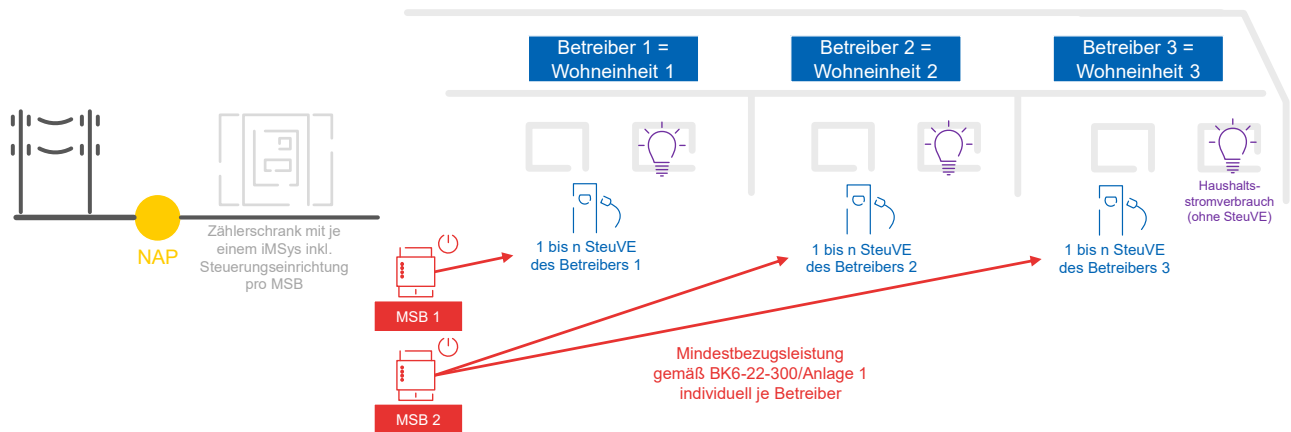 Betreiber 1 =
Wohneinheit 1
Betreiber 2 =
Wohneinheit 2
Betreiber 3 =
Wohneinheit 3
Haushalts-
stromverbrauch
(ohne SteuVE)
NAP
Zählerschrank mit je
einem iMSys inkl.
Steuerungseinrichtung
pro MSB
1 bis n SteuVE
des Betreibers 1
1 bis n SteuVE
des Betreibers 2
1 bis n SteuVE
des Betreibers 3
MSB 1
MSB 2
Mindestbezugsleistung
gemäß BK6-22-300/Anlage 1
individuell je Betreiber